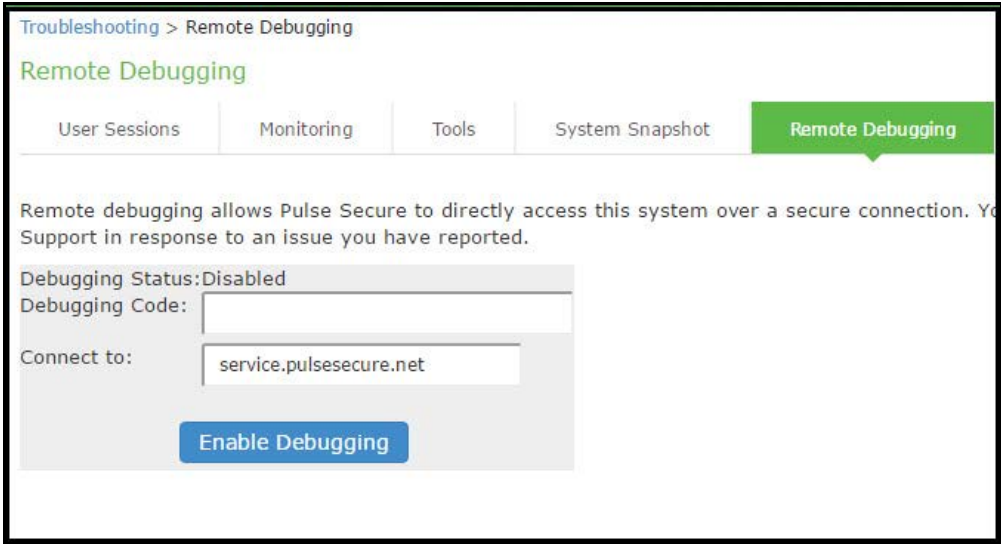 Troubleshooting > Remote Debugging
Remote Debugging
User Sessions Monitoring Tools System Snapshot Remote Debugging
Remote debugging allows Pulse Secure to directly access this system over a secure connection.
Support in response to an issue you have reported.
Debugging Status:Disabled
Debugging Code:
Connect to: service.pulsesecure.net
Enable Debugging